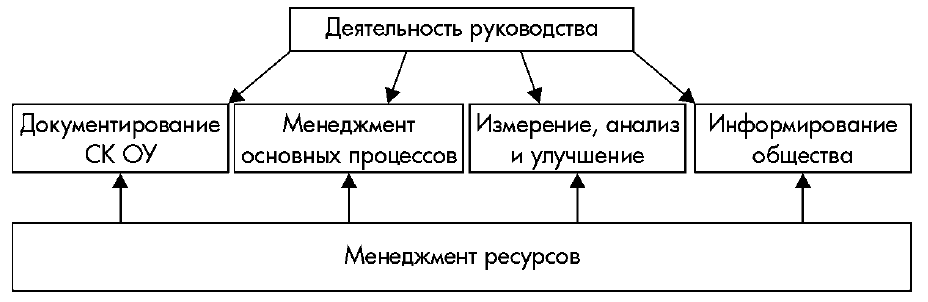 Деятельность руководства
Документирование
СК ОУ
Менеджмент
основных процессов
Измерение, анализ
и улучшение
Информирование
общества
Менеджмент ресурсов